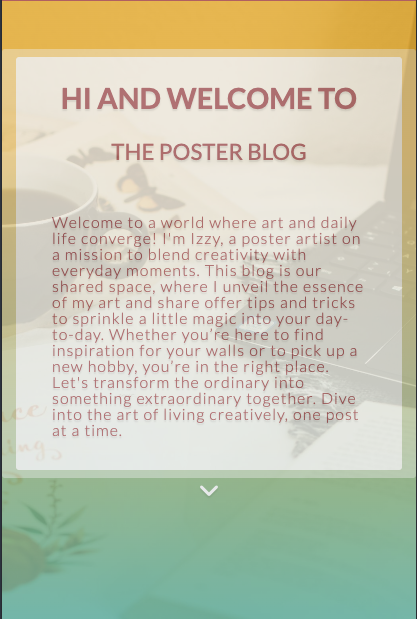 HI AND WELCOME TO
THE POSTER BLOG
Welcome to a world where art and daily
life converge! I'm Izzy, a poster artist on
a mission to blend creativity with
everyday moments. This blog is our
shared space, where I unveil the essence
of my art and share offer tips and tricks
to sprinkle a little magic into your day-
to-day. Whether you're here to find
inspiration for your walls or to pick up a
new hobby, you're in the right place.
Let's transform the ordinary into
something extraordinary together. Dive
into the art of living creatively, one post
at a time.